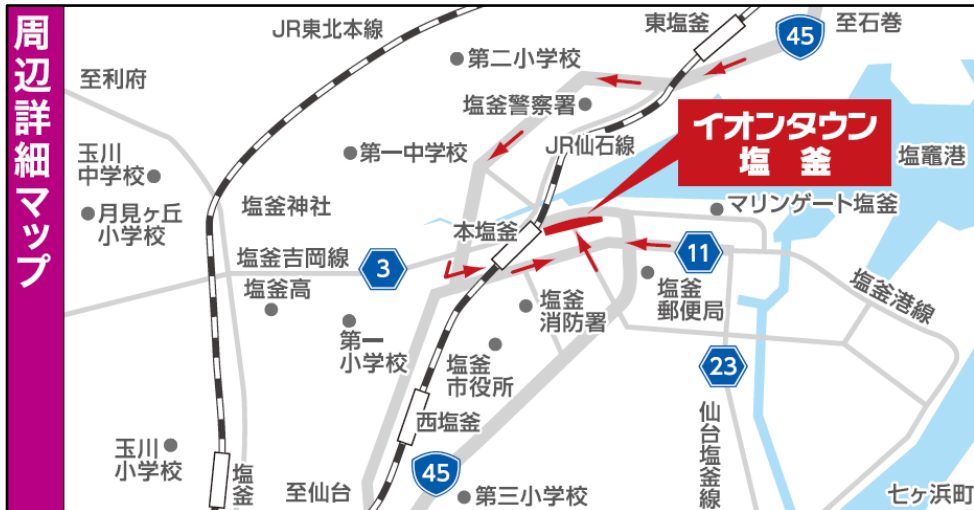 周辺詳細マップ
JR東北本線
東塩釜
45
至石巻
第二小学校
至利府
塩釜警察署
イオンタウン
塩釜
JR仙石線
第一中学校
塩竈港
玉川
中学校
月見ヶ丘
小学校
塩釜神社
マリンゲート塩釜
本塩釜
塩釜吉岡線
3
11
塩釜高
塩釜
消防署
塩釜
郵便局
塩釜港線
第一
小学校
塩釜
市役所
23
西塩釜
仙台塩釜線
玉川
小学校
塩釜
至仙台
45
第三小学校
七ヶ浜町